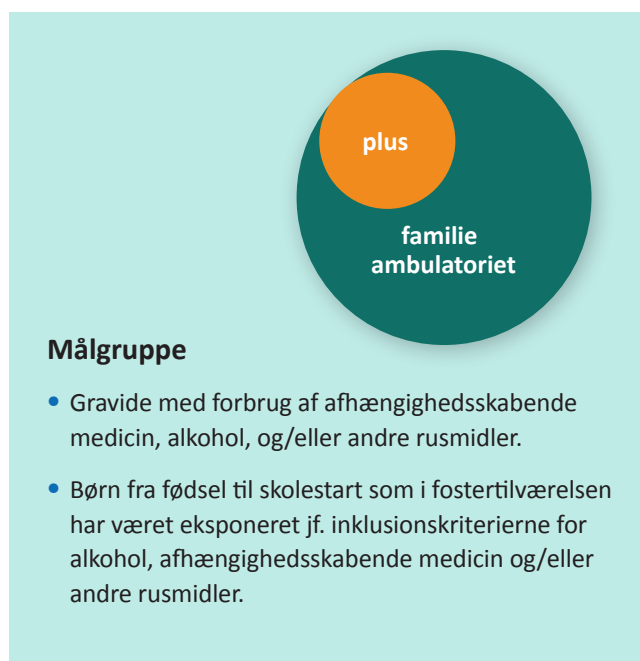 plus
familie
ambulatoriet
Målgruppe
• Gravide med forbrug af afhængighedsskabende
medicin, alkohol, og/eller andre rusmidler.
• Børn fra fødsel til skolestart som i fostertilværelsen
har været eksponeret jf. inklusionskriterierne for
alkohol, afhængighedsskabende medicin og/eller
andre rusmidler.